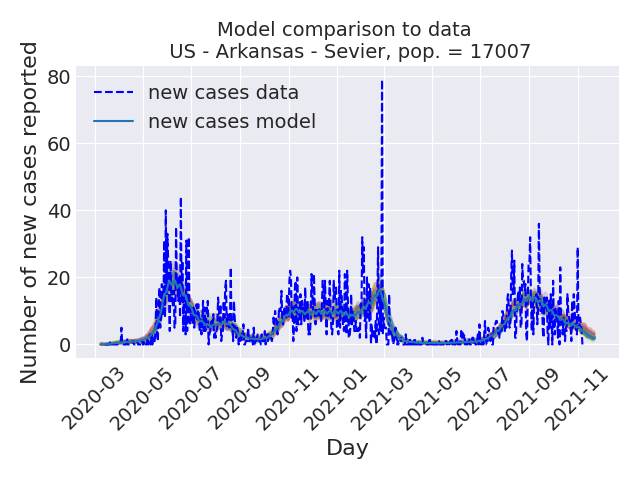 Model comparison to data
US - Arkansas - Sevier, pop. = 17007
new cases data
new cases model
Number of new cases reported
80
60
40
20
0
2020-03
2020-05
2020-07
2020-09
2020-11
2021-01
2021-03
2021-05
2021-07
2021-09
2021-11
Day